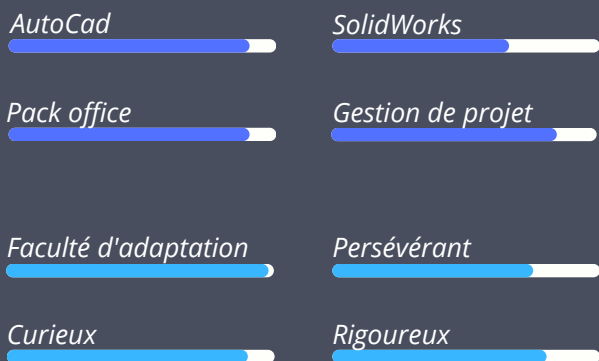 AutoCad
SolidWorks
Pack office
Gestion de projet
Faculté d'adaptation
Persévérant
Curieux
Rigoureux